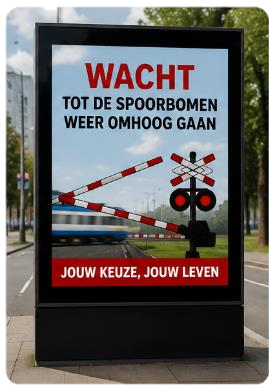 WACHT
TOT DE SPOORBOMEN
WEER OMHOOG GAAN
JOUW KEUZE, JOUW LEVEN